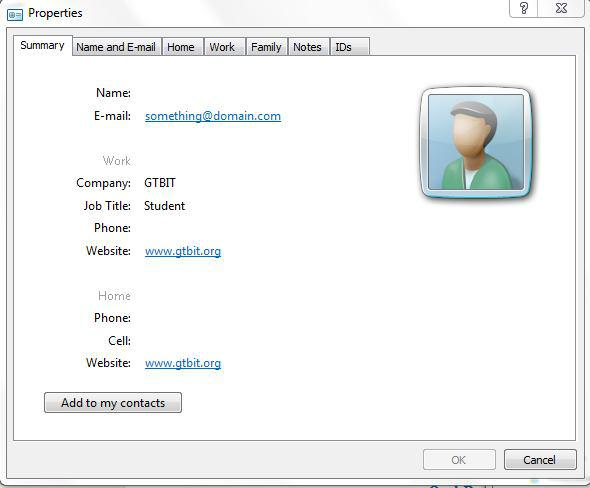 Properties
Summary Name and E-mail Home Work Family Notes IDs
Name:
E-mail: something@domain.com
Work
Company: GTBIT
Job Title: Student
Phone:
Website: www.gtbit.org
Home
Phone:
Cell:
Website: www.gtbit.org
Add to my contacts
OK Cancel